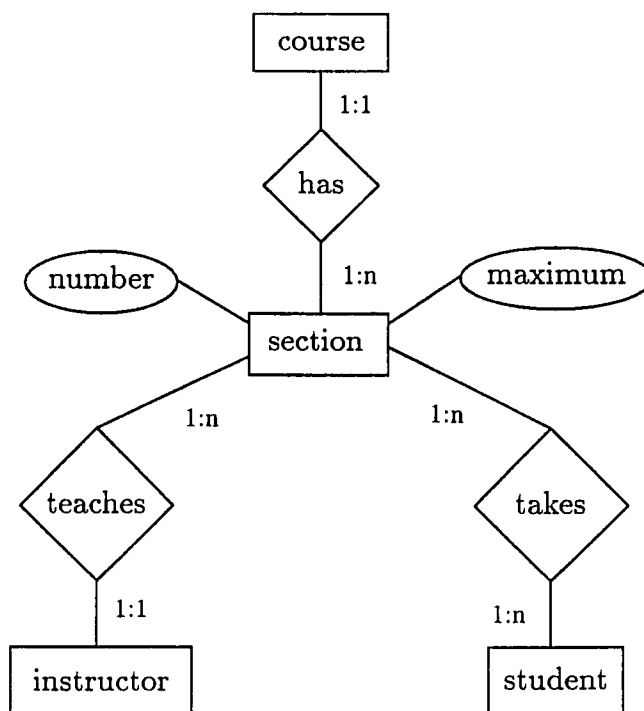 course
1:1
has
1:n
number
maximum
section
1:n
1:n
teaches
takes
1:1
1:n
instructor
student